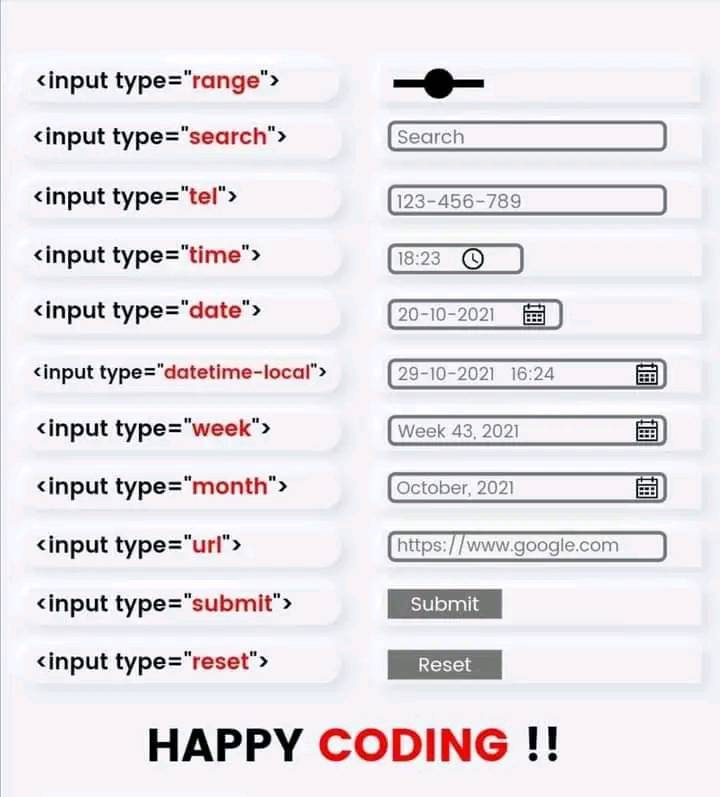 <input type="range">
<input type="search"> Search
<input type="tel"> 123-456-789
<input type="time"> 18:23
<input type="date"> 20-10-2021
<input type="datetime-local"> 29-10-2021 16:24
<input type="week"> Week 43, 2021
<input type="month"> October, 2021
<input type="url"> https://www.google.com
<input type="submit"> Submit
<input type="reset"> Reset
HAPPY CODING !!